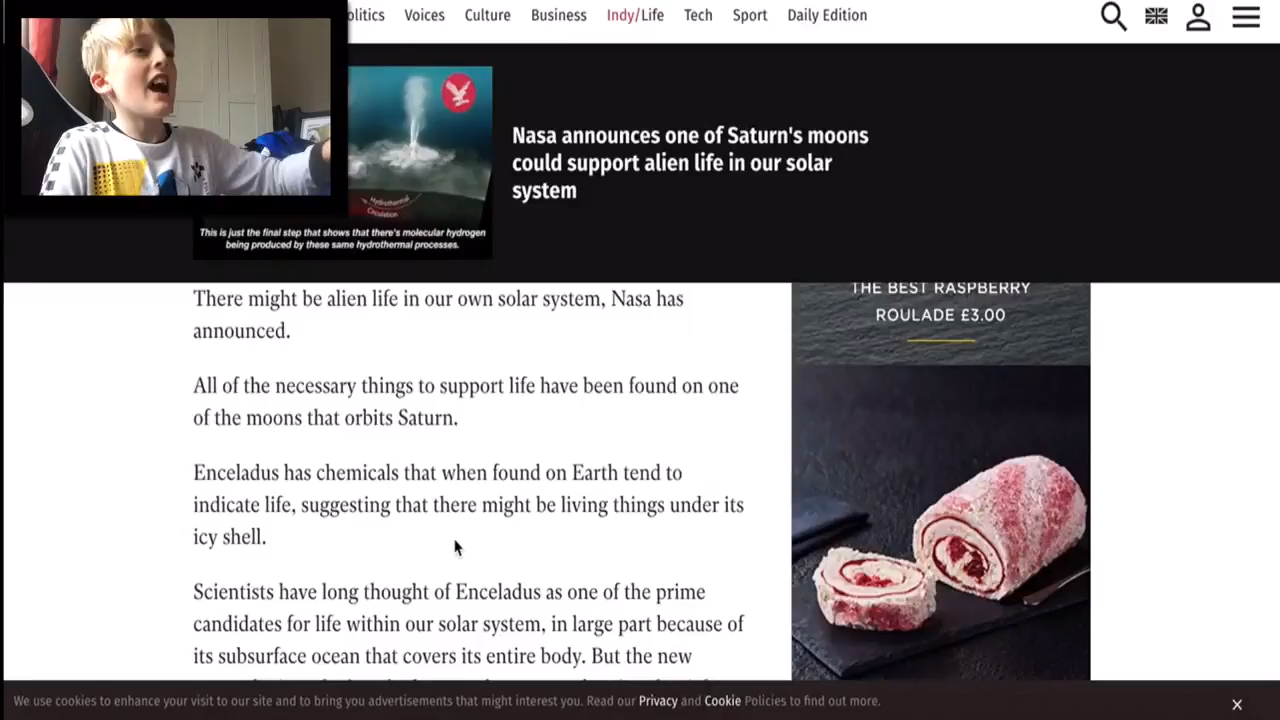 olitics Voices Culture Business Indy/Life Tech Sport Daily Edition
Hydrothermal
Circulation
This is just the final step that shows that there's molecular hydrogen
being produced by these same hydrothermal processes.
Nasa announces one of Saturn's moons
could support alien life in our solar
system
There might be alien life in our own solar system, Nasa has
announced.
All of the necessary things to support life have been found on one
of the moons that orbits Saturn.
Enceladus has chemicals that when found on Earth tend to
indicate life, suggesting that there might be living things under its
icy shell.
Scientists have long thought of Enceladus as one of the prime
candidates for life within our solar system, in large part because of
its subsurface ocean that covers its entire body. But the new
THE BEST RASPBERRY
ROULADE £3.00
We use cookies to enhance your visit to our site and to bring you advertisements that might interest you. Read our Privacy and Cookie Policies to find out more.